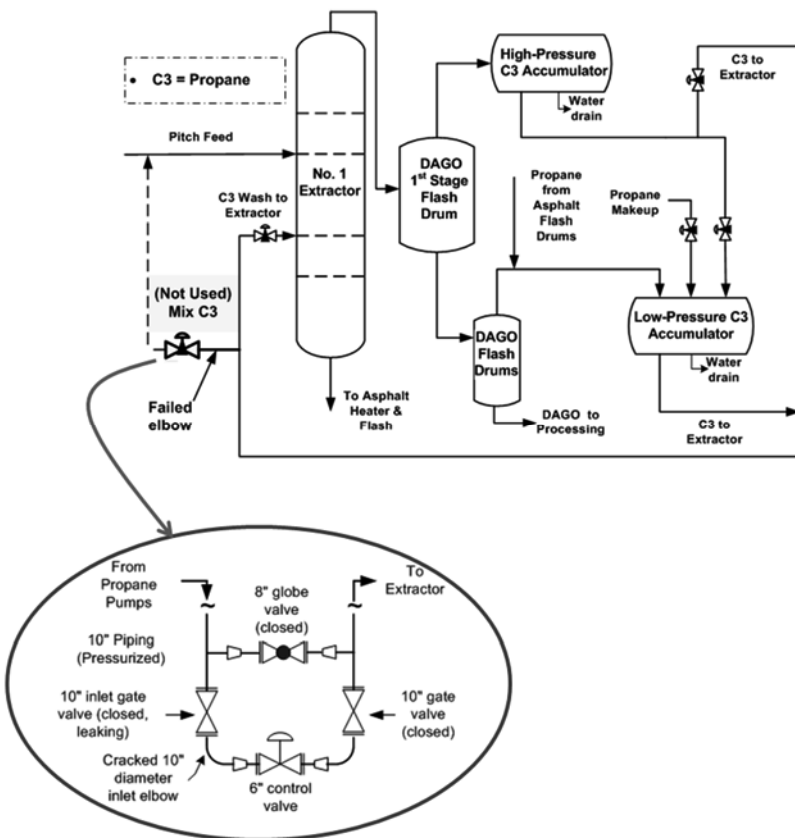 • C3 = Propane
High-Pressure
C3 Accumulator
C3 to
Extractor
Water
drain
Pitch Feed
No. 1
Extractor
DAGO
1st Stage
Flash
Drum
Propane
from
Asphalt
Flash
Drums
Propane
Makeup
C3 Wash to
Extractor
(Not Used)
Mix C3
Low-Pressure C3
Accumulator
DAGO
Flash
Drums
Water
drain
Failed
elbow
To Asphalt
Heater &
Flash
DAGO to
Processing
C3 to
Extractor
From
Propane
Pumps
To
Extractor
8" globe
valve
(closed)
10" Piping
(Pressurized)
10" inlet gate
valve (closed,
leaking)
10" gate
valve
(closed)
Cracked 10"
diameter
inlet elbow
6" control
valve